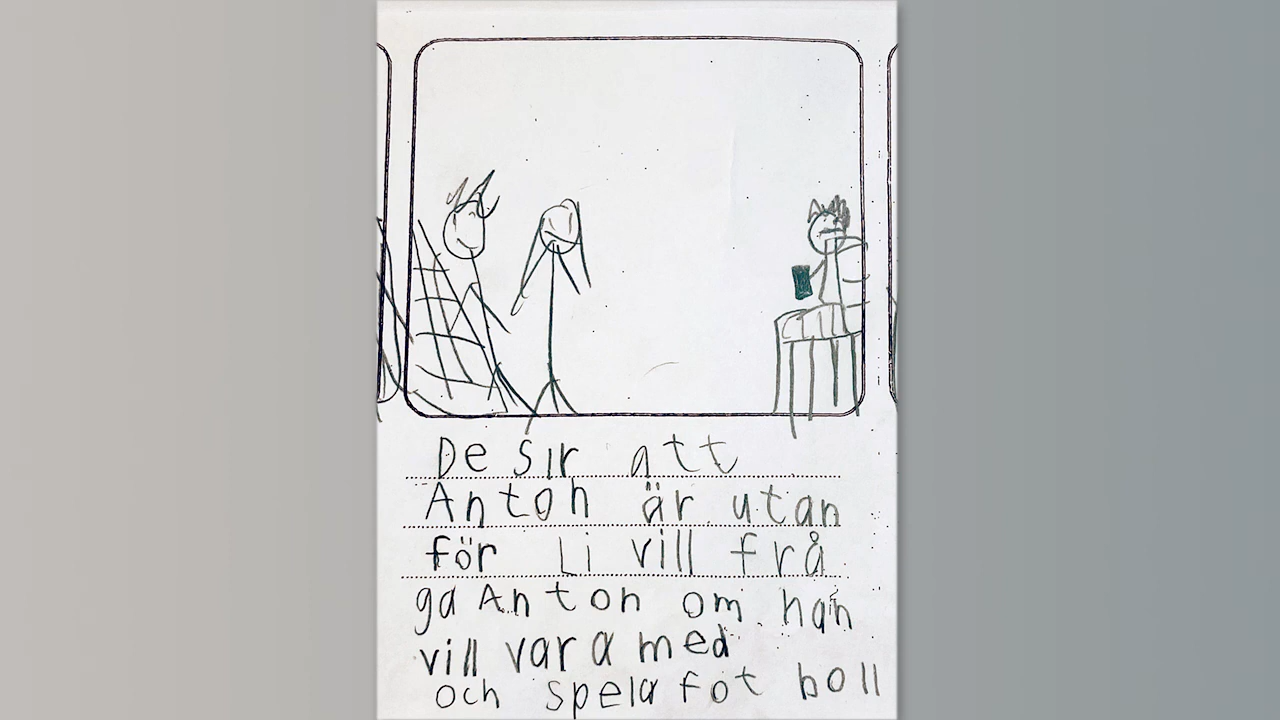 De sir att
Anton är utan
för Li vill frå
ga Anton om han
vill vara med
och spela fot boll